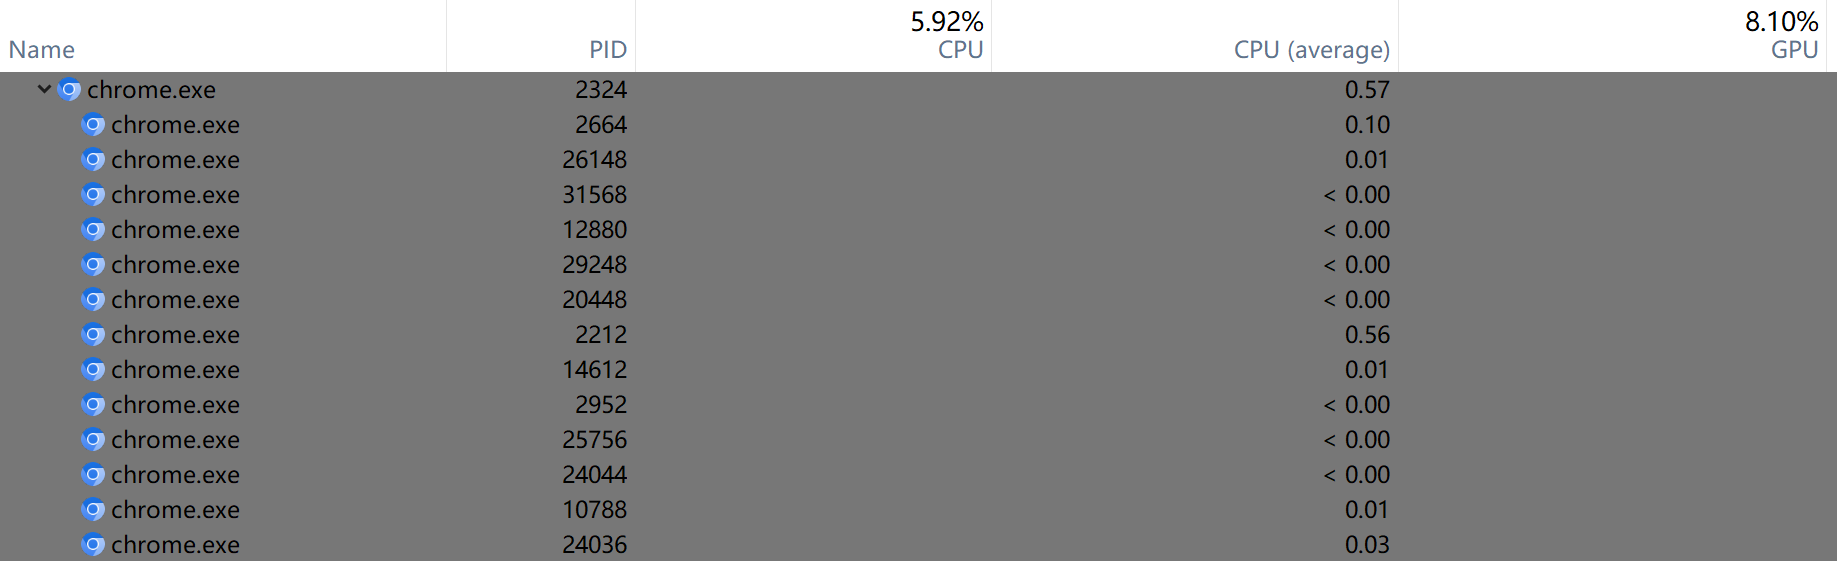 5.92% 8.10%
Name PID CPU CPU (average) GPU
chrome.exe 2324 0.57
chrome.exe 2664 0.10
chrome.exe 26148 0.01
chrome.exe 31568 < 0.00
chrome.exe 12880 < 0.00
chrome.exe 29248 < 0.00
chrome.exe 20448 < 0.00
chrome.exe 2212 0.56
chrome.exe 14612 0.01
chrome.exe 2952 < 0.00
chrome.exe 25756 < 0.00
chrome.exe 24044 < 0.00
chrome.exe 10788 0.01
chrome.exe 24036 0.03